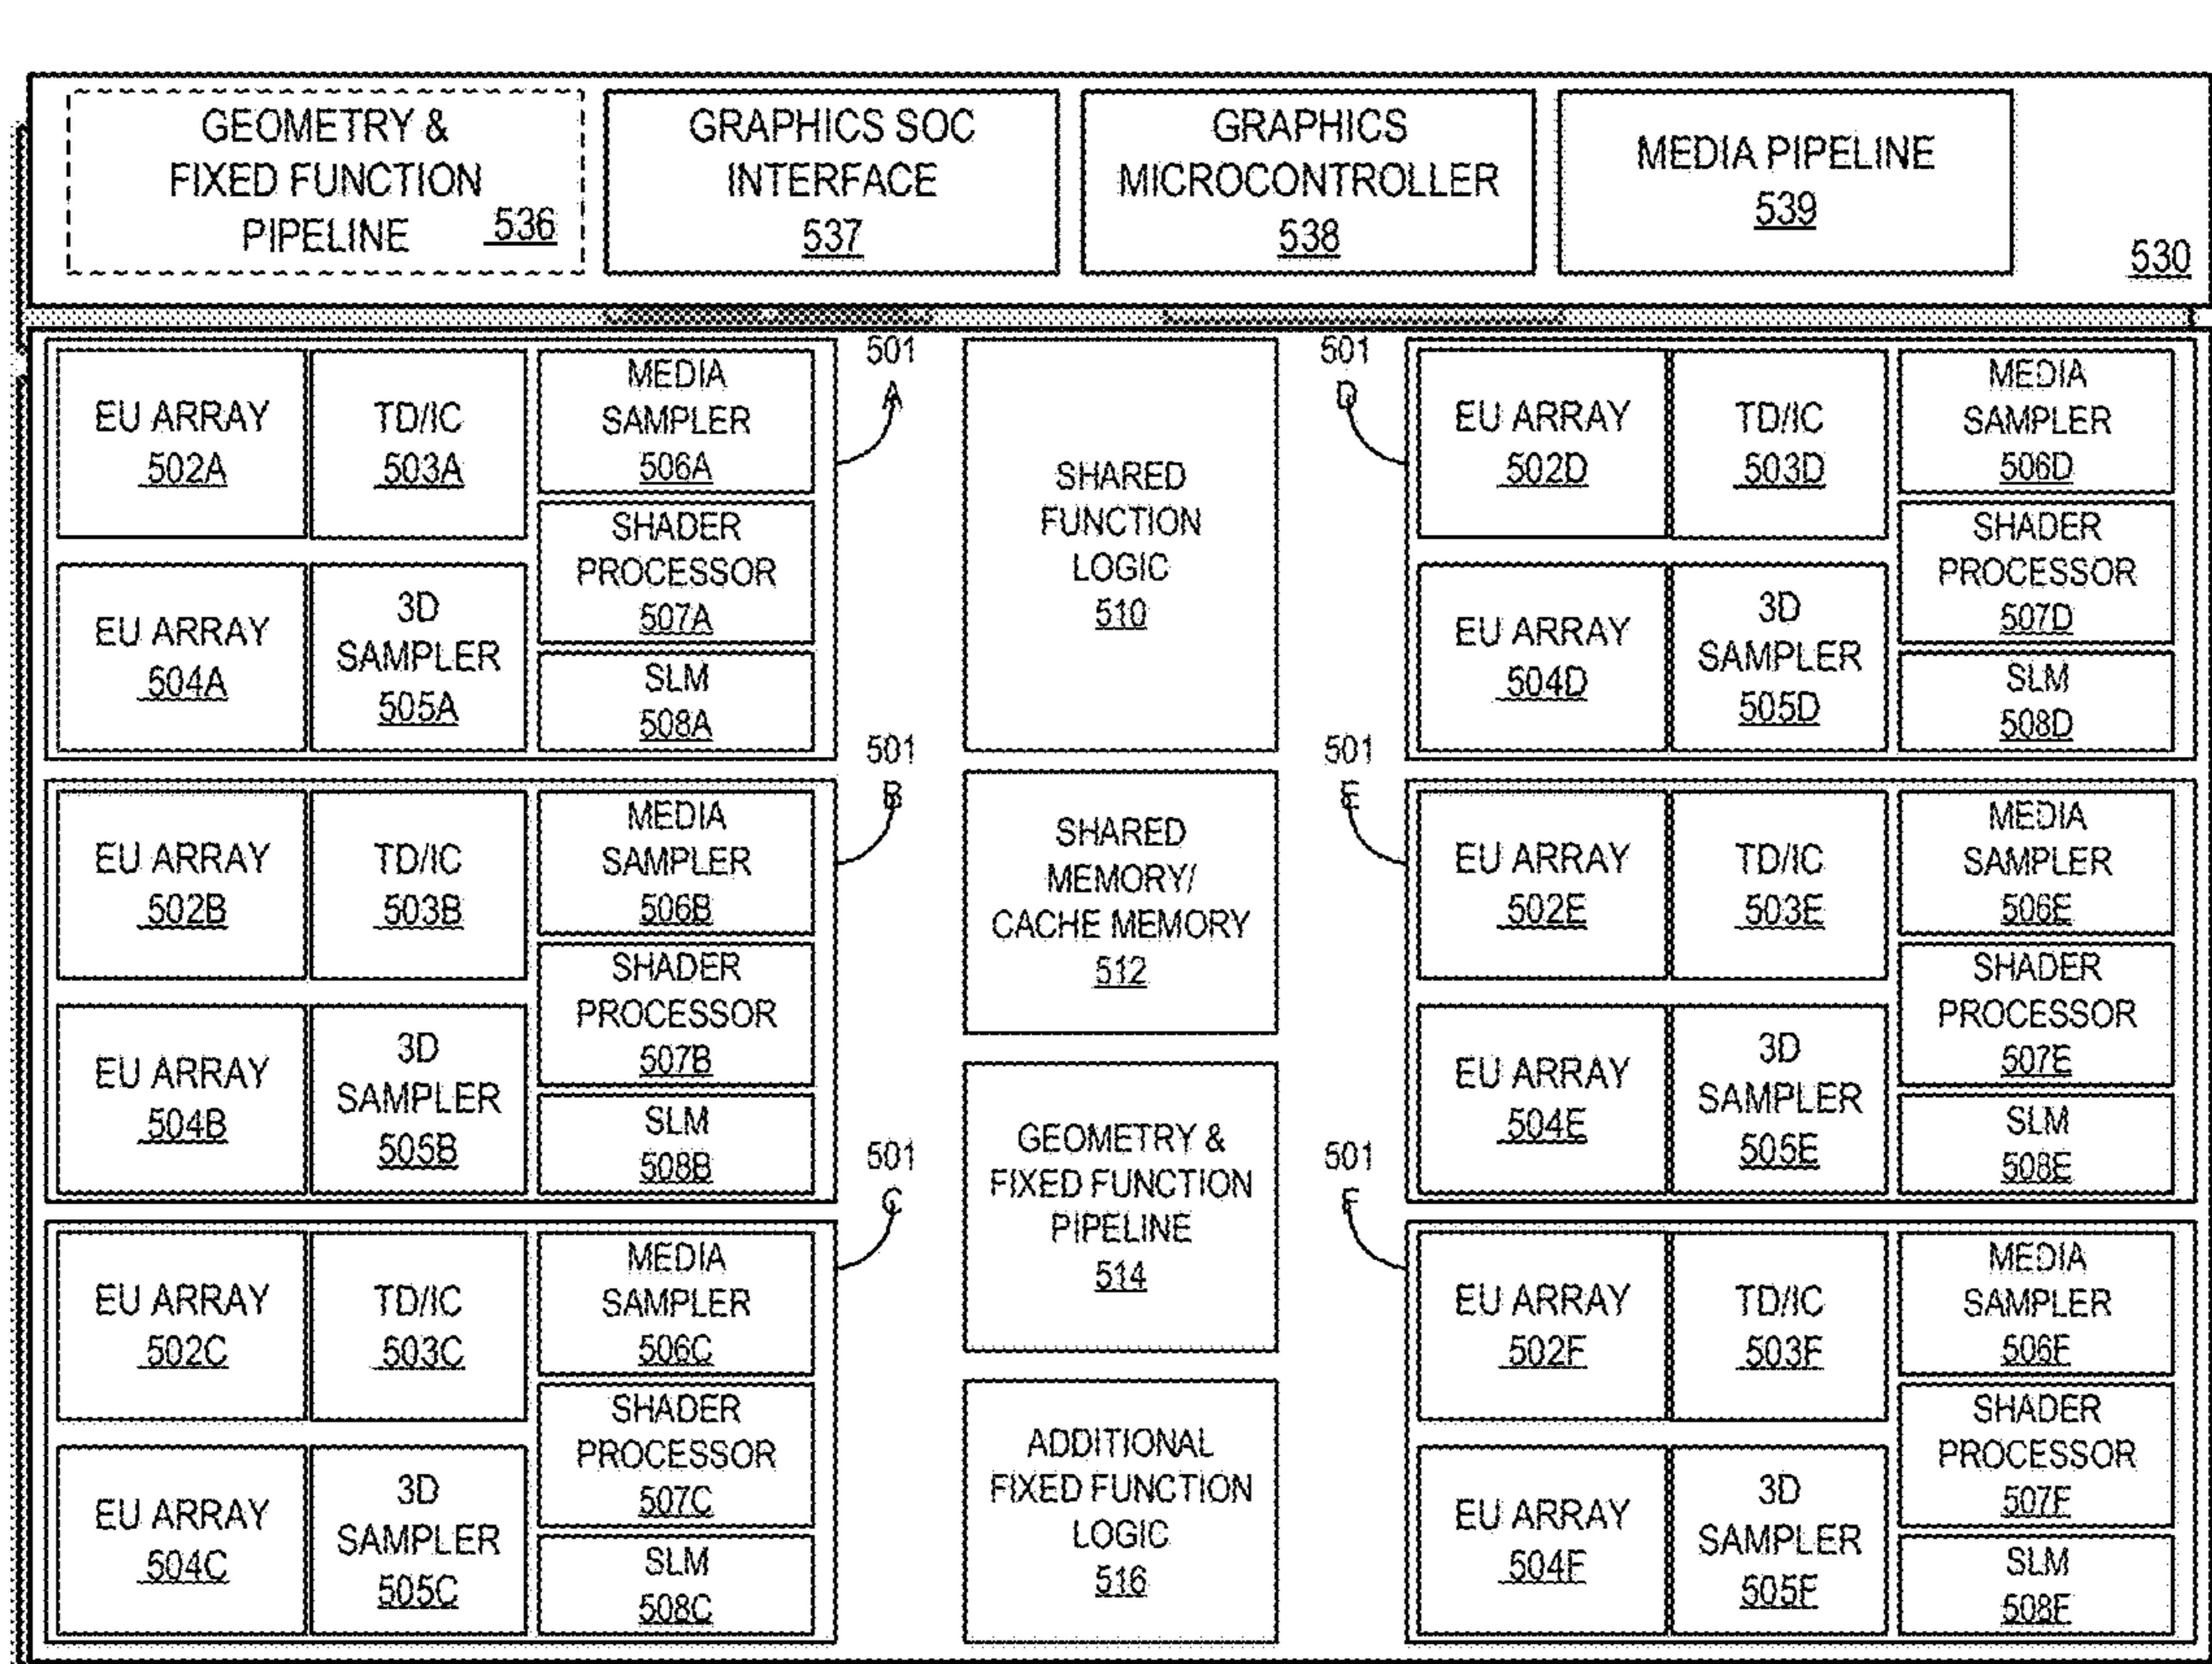 GEOMETRY &
FIXED FUNCTION
PIPELINE 536
GRAPHICS SOC
INTERFACE
537
GRAPHICS
MICROCONTROLLER
538
MEDIA PIPELINE
539
530
EU ARRAY
502A
TD/IC
503A
MEDIA
SAMPLER
506A
SHADER
PROCESSOR
507A
EU ARRAY
504A
3D
SAMPLER
505A
SLM
508A
501
A
EU ARRAY
502B
TD/IC
503B
MEDIA
SAMPLER
506B
SHADER
PROCESSOR
507B
EU ARRAY
504B
3D
SAMPLER
505B
SLM
508B
501
B
EU ARRAY
502C
TD/IC
503C
MEDIA
SAMPLER
506C
SHADER
PROCESSOR
507C
EU ARRAY
504C
3D
SAMPLER
505C
SLM
508C
501
C
SHARED
FUNCTION
LOGIC
510
SHARED
MEMORY/
CACHE MEMORY
512
GEOMETRY &
FIXED FUNCTION
PIPELINE
514
ADDITIONAL
FIXED FUNCTION
LOGIC
516
501
D
EU ARRAY
502D
TD/IC
503D
MEDIA
SAMPLER
506D
SHADER
PROCESSOR
507D
EU ARRAY
504D
3D
SAMPLER
505D
SLM
508D
501
E
EU ARRAY
502E
TD/IC
503E
MEDIA
SAMPLER
506E
SHADER
PROCESSOR
507E
EU ARRAY
504E
3D
SAMPLER
505E
SLM
508E
501
F
EU ARRAY
502F
TD/IC
503F
MEDIA
SAMPLER
506F
SHADER
PROCESSOR
507F
EU ARRAY
504F
3D
SAMPLER
505F
SLM
508F